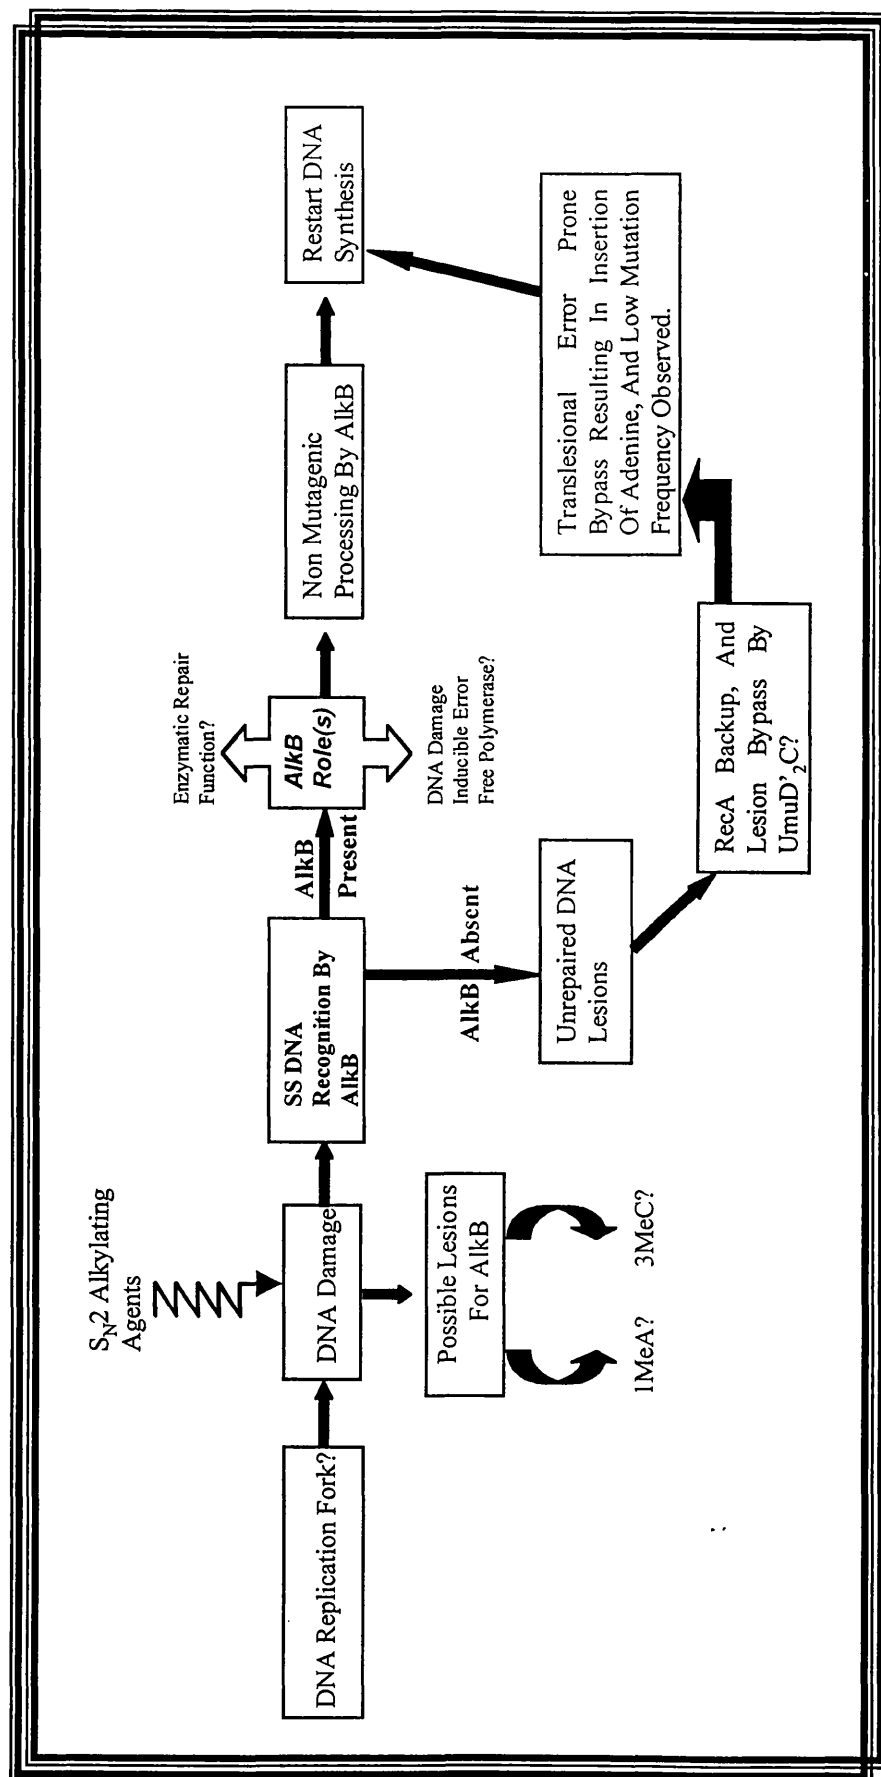 S_N2 Alkylating
Agents
DNA Replication Fork?
DNA Damage
Possible Lesions
For AlkB
1MeA?
3MeC?
SS DNA
Recognition By
AlkB
AlkB
Present
AlkB Absent
Enzymatic Repair
Function?
AlkB
Role(s)
DNA Damage
Inducible Error
Free Polymerase?
Non Mutagenic
Processing By AlkB
Restart DNA
Synthesis
Unrepaired DNA
Lesions
RecA Backup, And
Lesion Bypass By
UmuD'₂C?
Translesional Error Prone
Bypass Resulting In Insertion
Of Adenine, And Low Mutation
Frequency Observed.